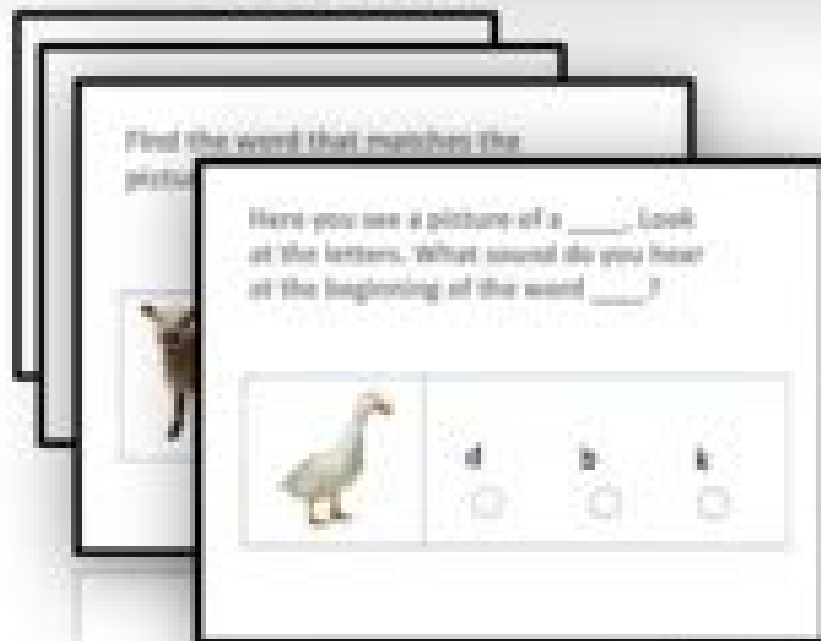 Find the word that matches the
pictu
Here you see a picture of a ____. Look
at the letters. What sound do you hear
at the beginning of the word ____?
d b k